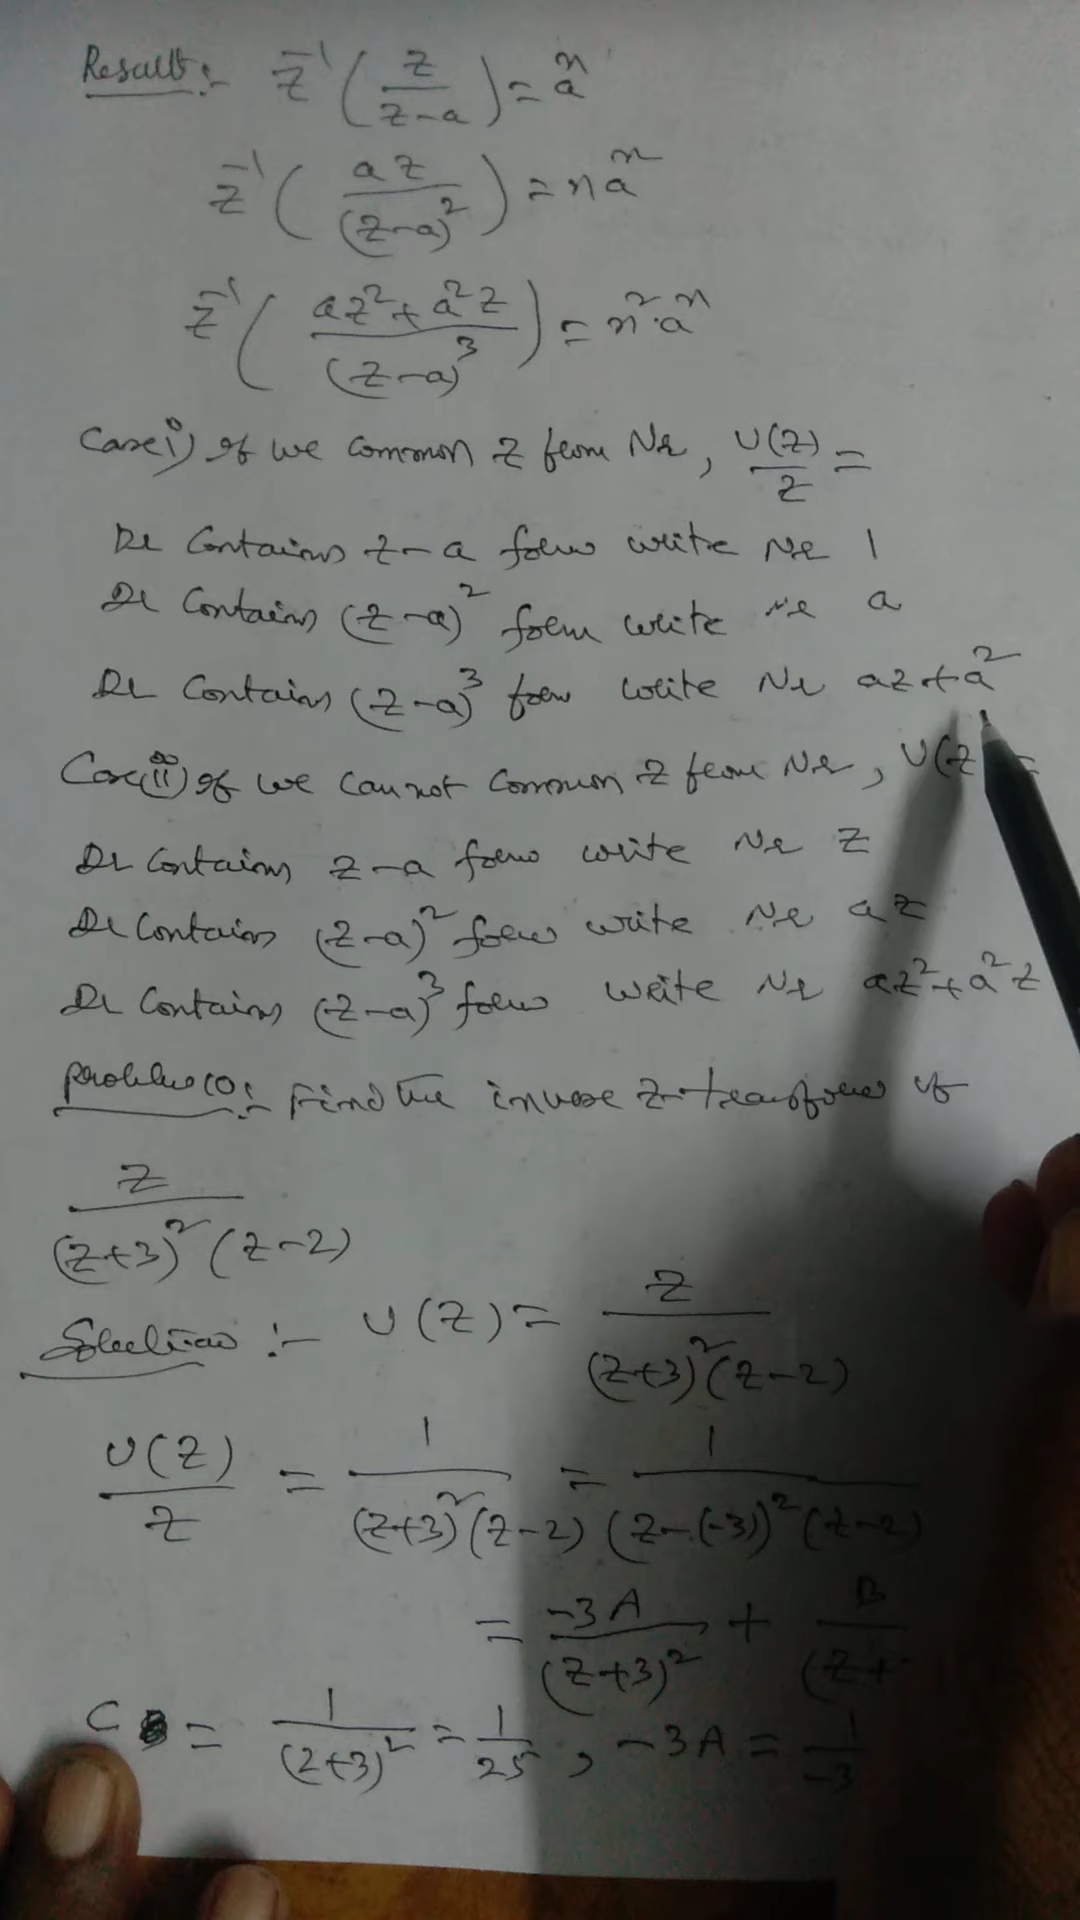 Result:- z⁻¹ ( z / (z-a) ) = aⁿ
z⁻¹ ( az / (z-a)² ) = n aⁿ
z⁻¹ ( (az² + a²z) / (z-a)³ ) = n²·aⁿ
Case i) If we common z from Nr, U(z)/z =
Dr Contains z-a form write Nr 1
Dr Contains (z-a)² form write Nr a
Dr Contains (z-a)³ form write Nr az+a²
Case(ii) If we cannot common z from Nr, U(z =
Dr Contains z-a form write Nr z
Dr Contains (z-a)² form write Nr az
Dr Contains (z-a)³ form write Nr az²+a²z
Problem(1):- Find the inverse z-transform of
z / (z+3)²(z-2)
Solution:- U(z) = z / (z+3)²(z-2)
U(z)/z = 1 / (z+3)²(z-2) = 1 / (z-(-3))²(z-2)
= -3A / (z+3)² + B / (z+
C = 1 / (2+3)² = 1/25, -3A = 1 / -3